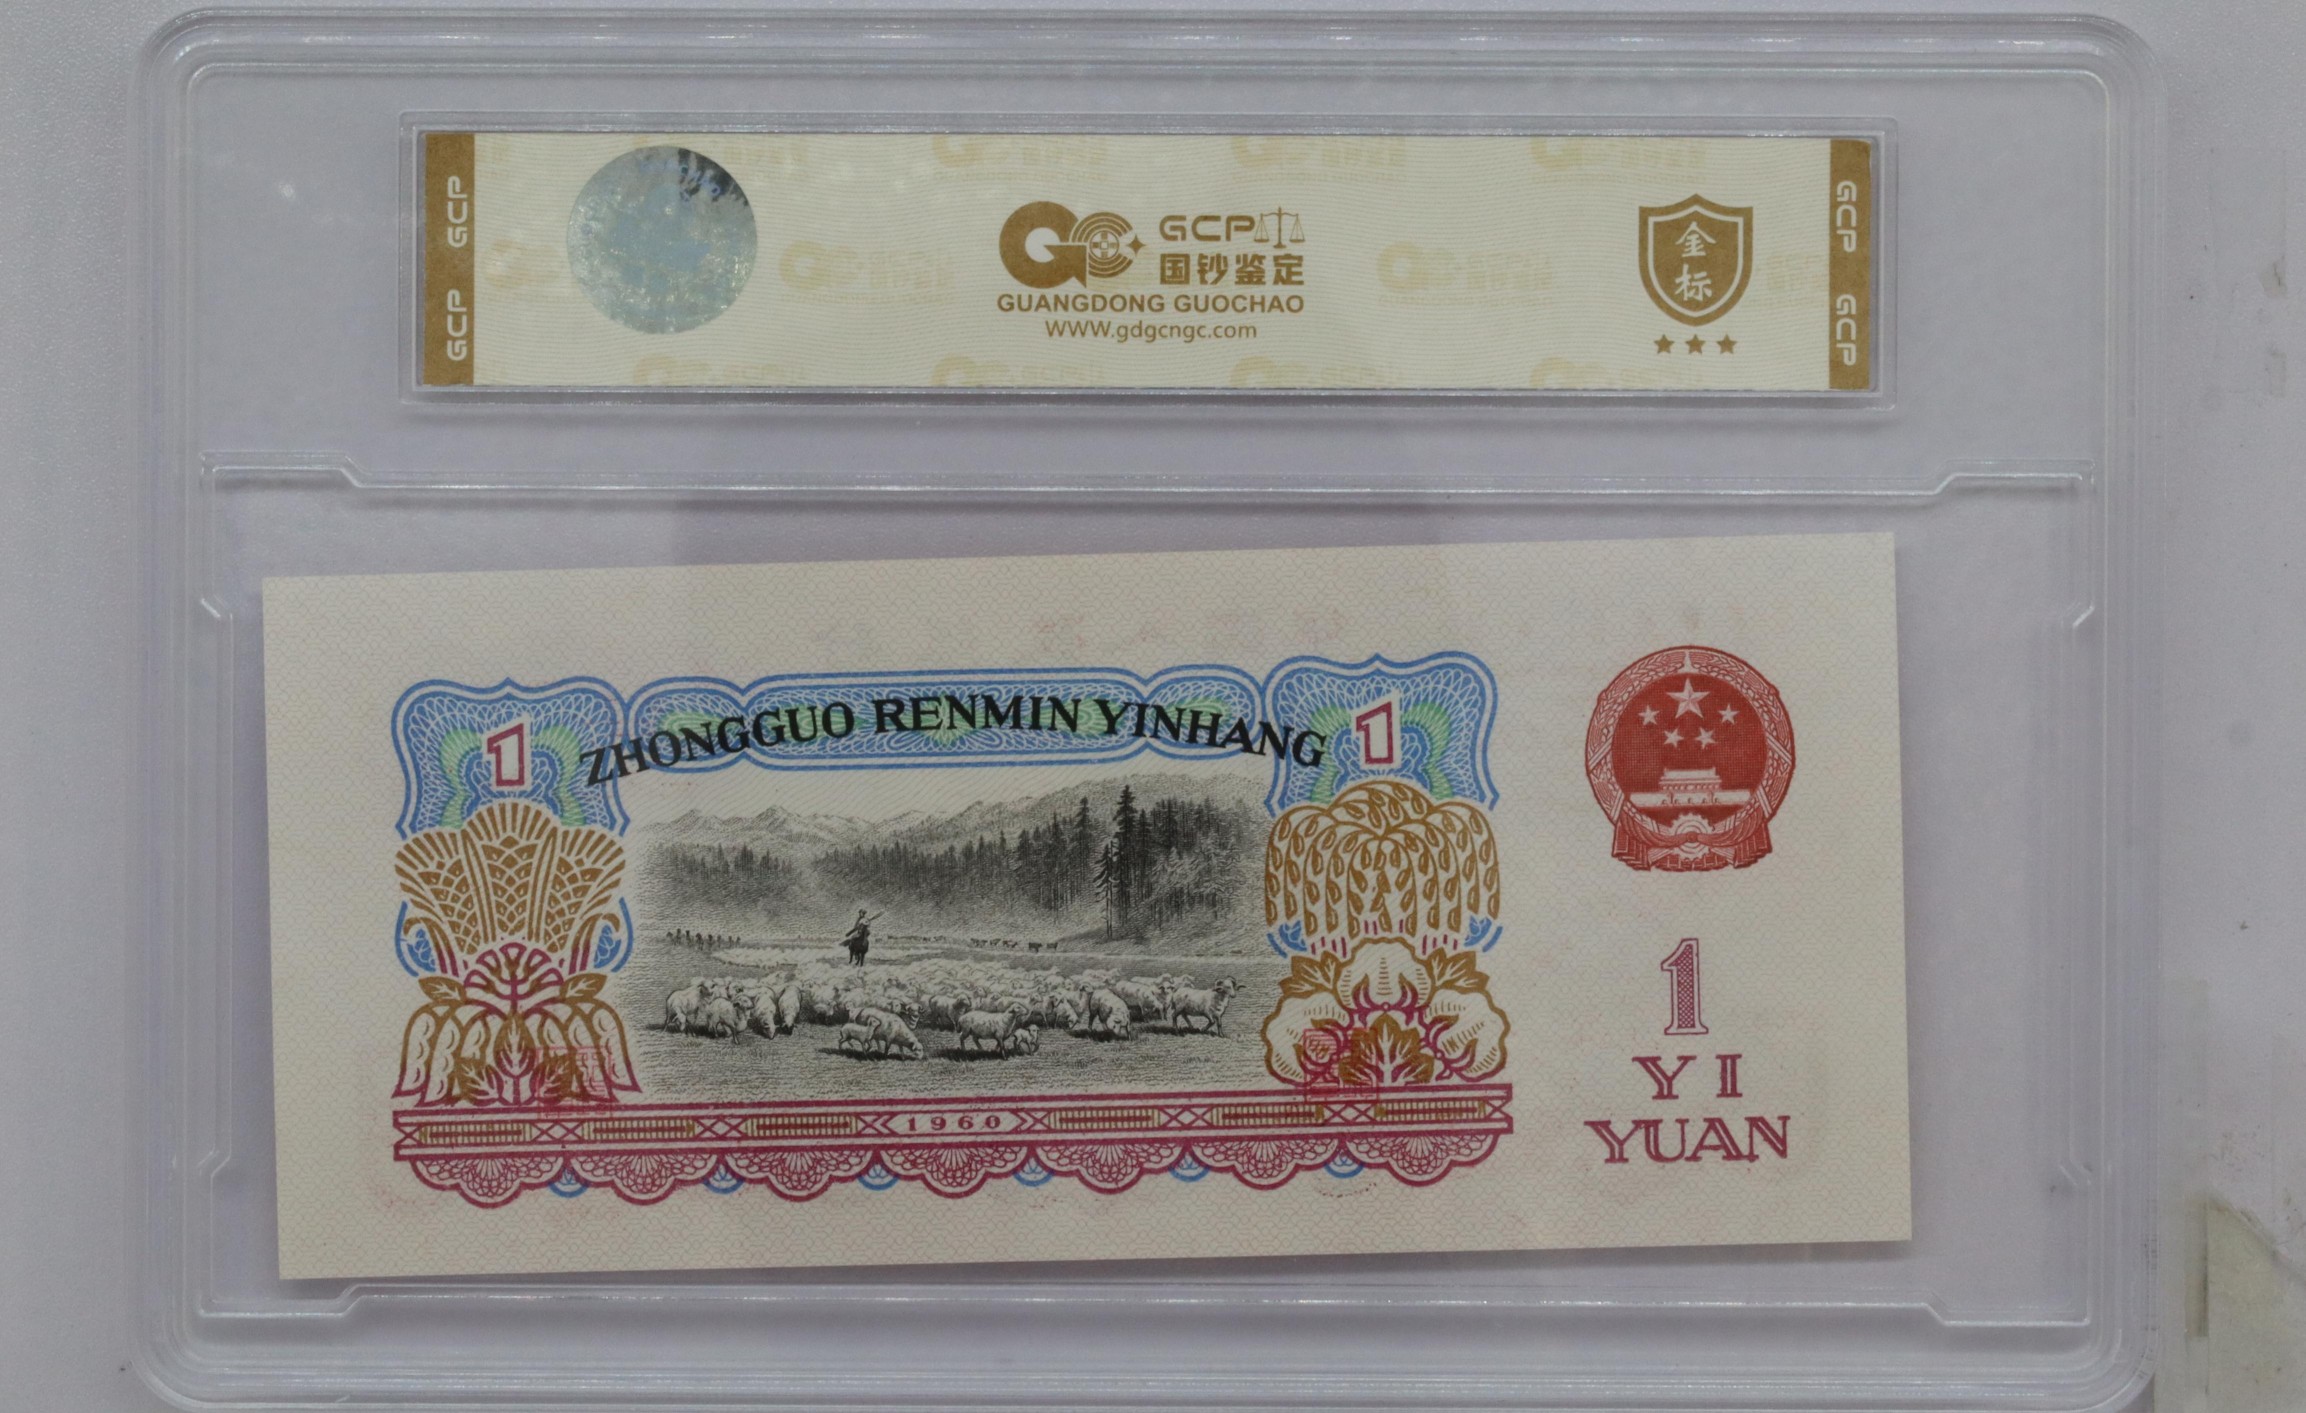 GCP GCP
GCP
国钞鉴定
GUANGDONG GUOCHAO
WWW.gdgcngc.com
金标
GCP GCP
ZHONGGUO RENMIN YINHANG
1
1
1960
1
YI
YUAN